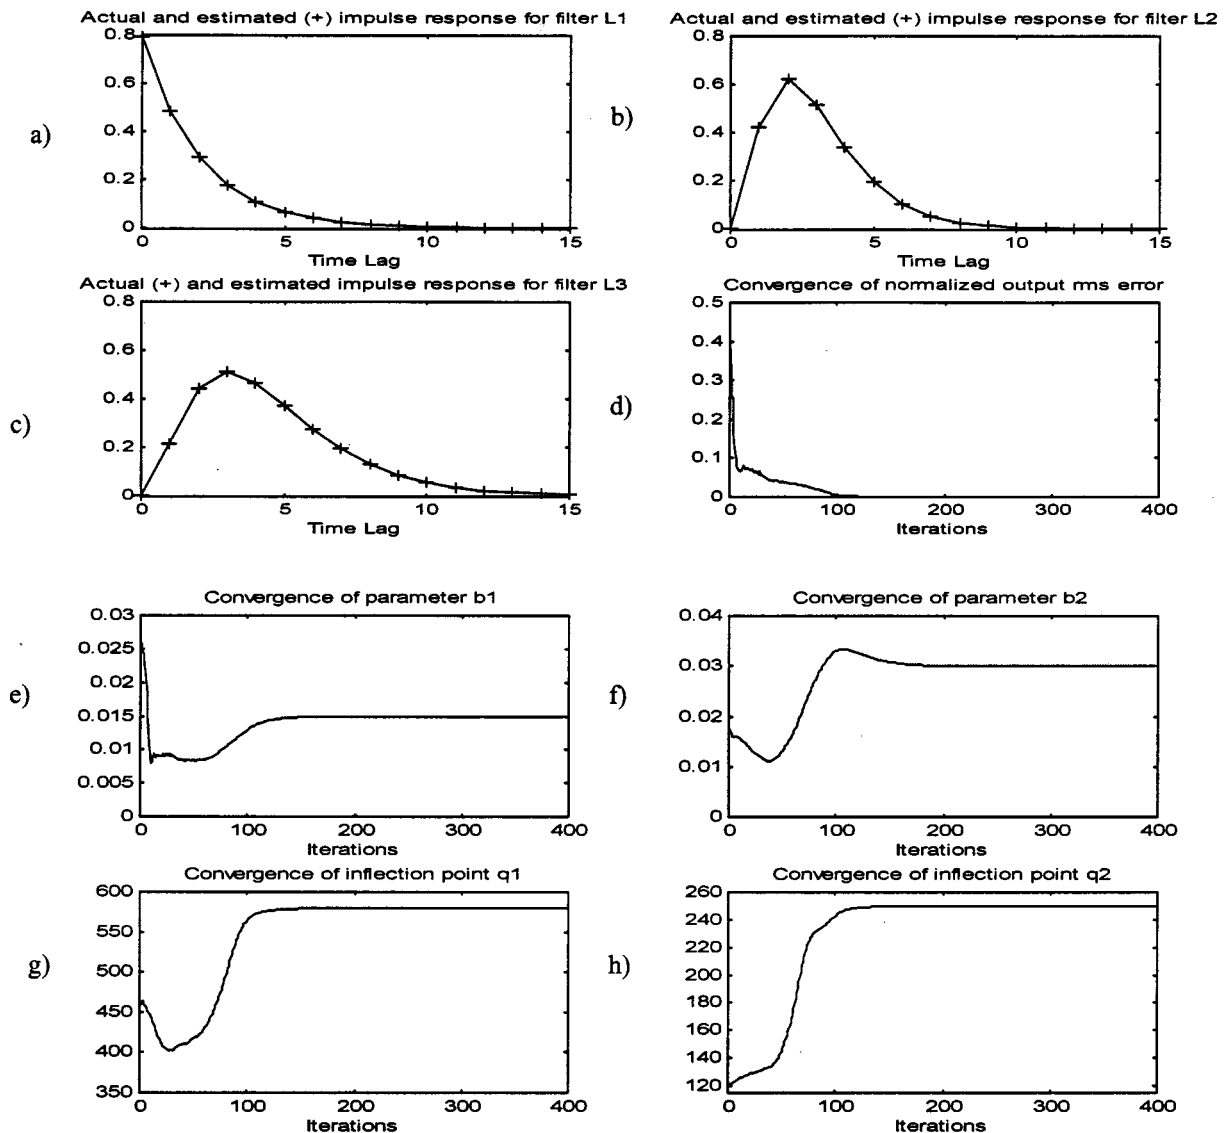 Actual and estimated (+) impulse response for filter L1
0.8
0.6
0.4
0.2
0
0 5 10 15
Time Lag
a)
Actual and estimated (+) impulse response for filter L2
0.8
0.6
0.4
0.2
0
0 5 10 15
Time Lag
b)
Actual (+) and estimated impulse response for filter L3
0.8
0.6
0.4
0.2
0
0 5 10 15
Time Lag
c)
Convergence of normalized output rms error
0.5
0.4
0.3
0.2
0.1
0
0 100 200 300 400
Iterations
d)
Convergence of parameter b1
0.03
0.025
0.02
0.015
0.01
0.005
0
0 100 200 300 400
Iterations
e)
Convergence of parameter b2
0.04
0.03
0.02
0.01
0
0 100 200 300 400
Iterations
f)
Convergence of inflection point q1
600
550
500
450
400
350
0 100 200 300 400
Iterations
g)
Convergence of inflection point q2
260
240
220
200
180
160
140
120
0 100 200 300 400
Iterations
h)